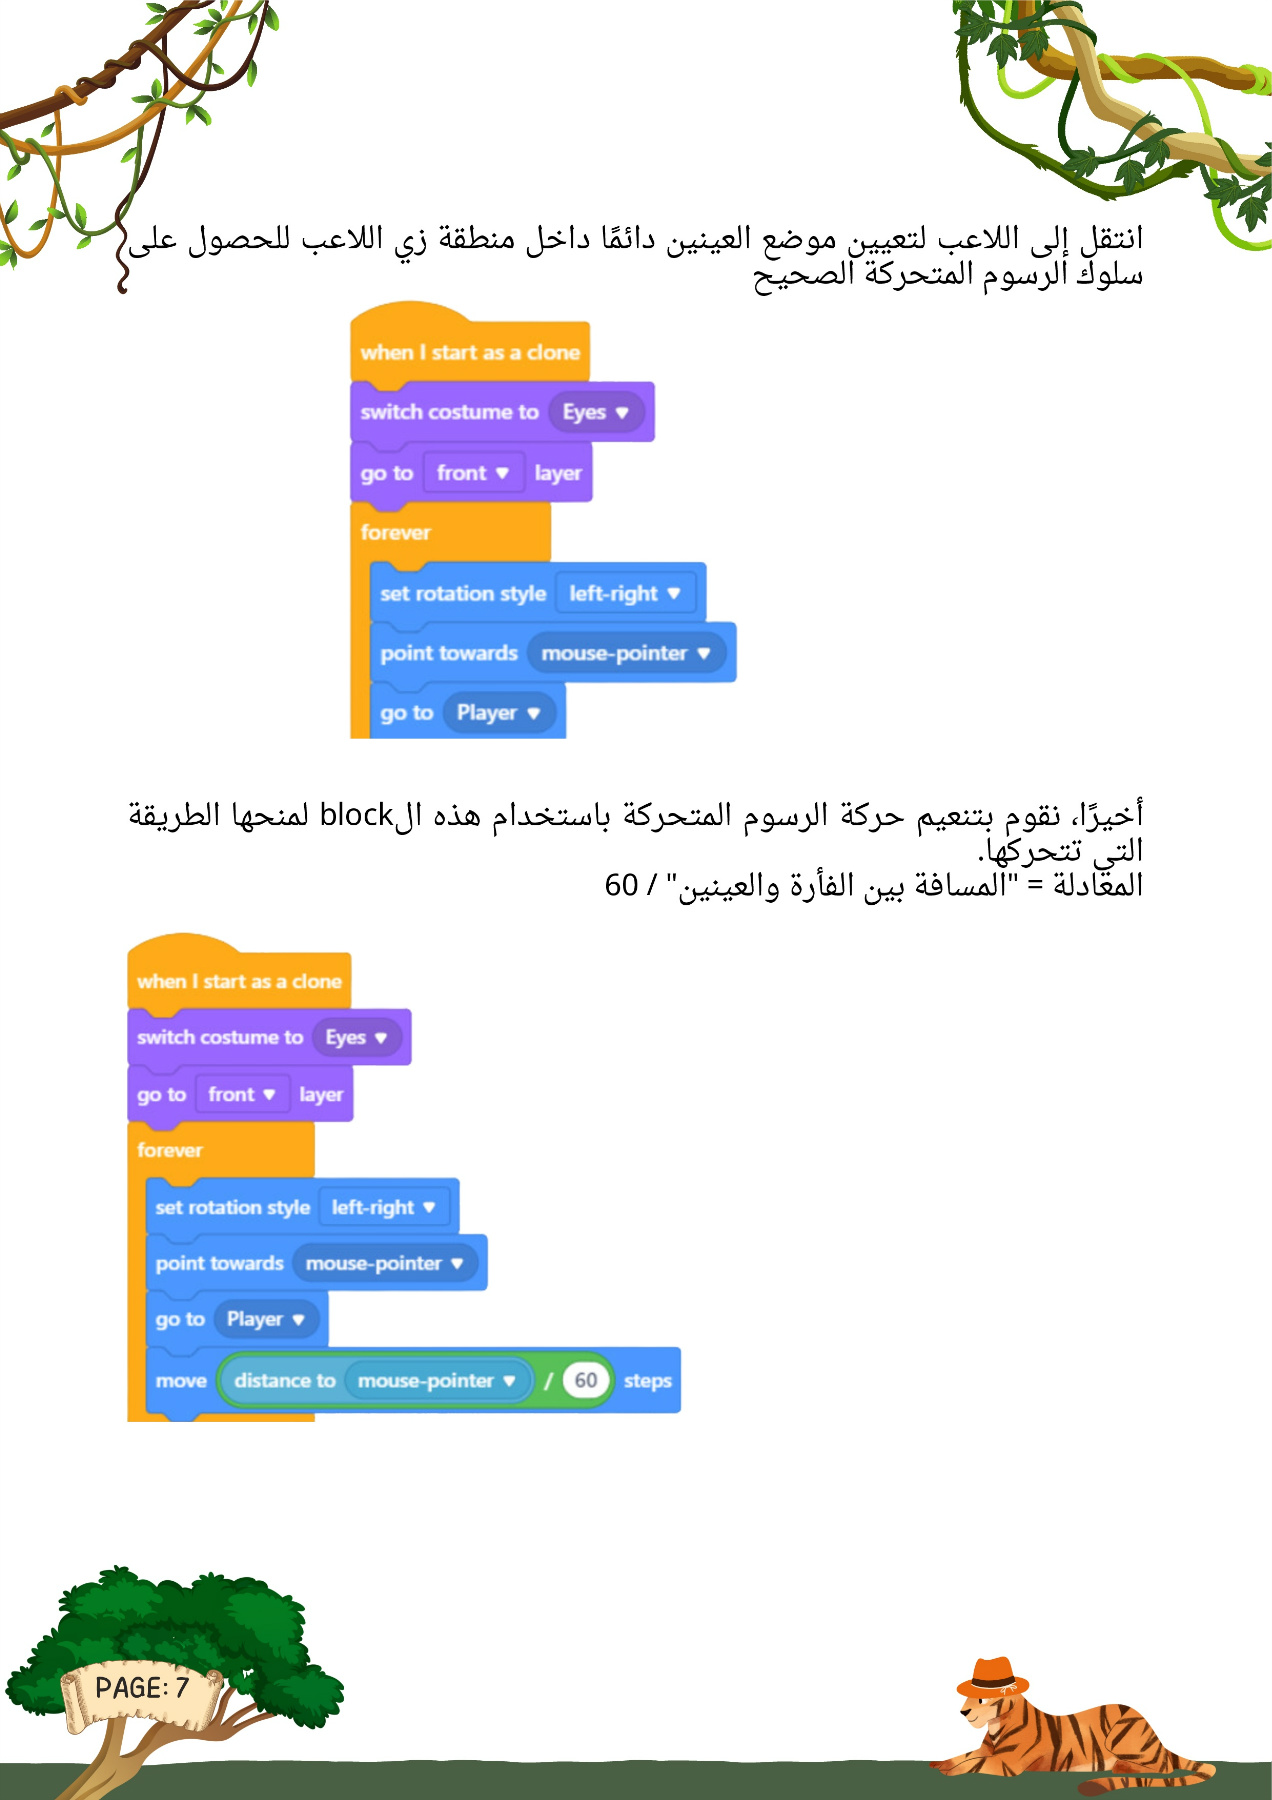 انتقل إلى اللاعب لتعيين موضع العينين دائمًا داخل منطقة زي اللاعب للحصول على
سلوك الرسوم المتحركة الصحيح
when I start as a clone
switch costume to Eyes
go to front layer
forever
set rotation style left-right
point towards mouse-pointer
go to Player
أخيرًا، نقوم بتنعيم حركة الرسوم المتحركة باستخدام هذه الblock لمنحها الطريقة
التي تتحركها.
المعادلة = "المسافة بين الفأرة والعينين" / 60
when I start as a clone
switch costume to Eyes
go to front layer
forever
set rotation style left-right
point towards mouse-pointer
go to Player
move distance to mouse-pointer / 60 steps
PAGE: 7